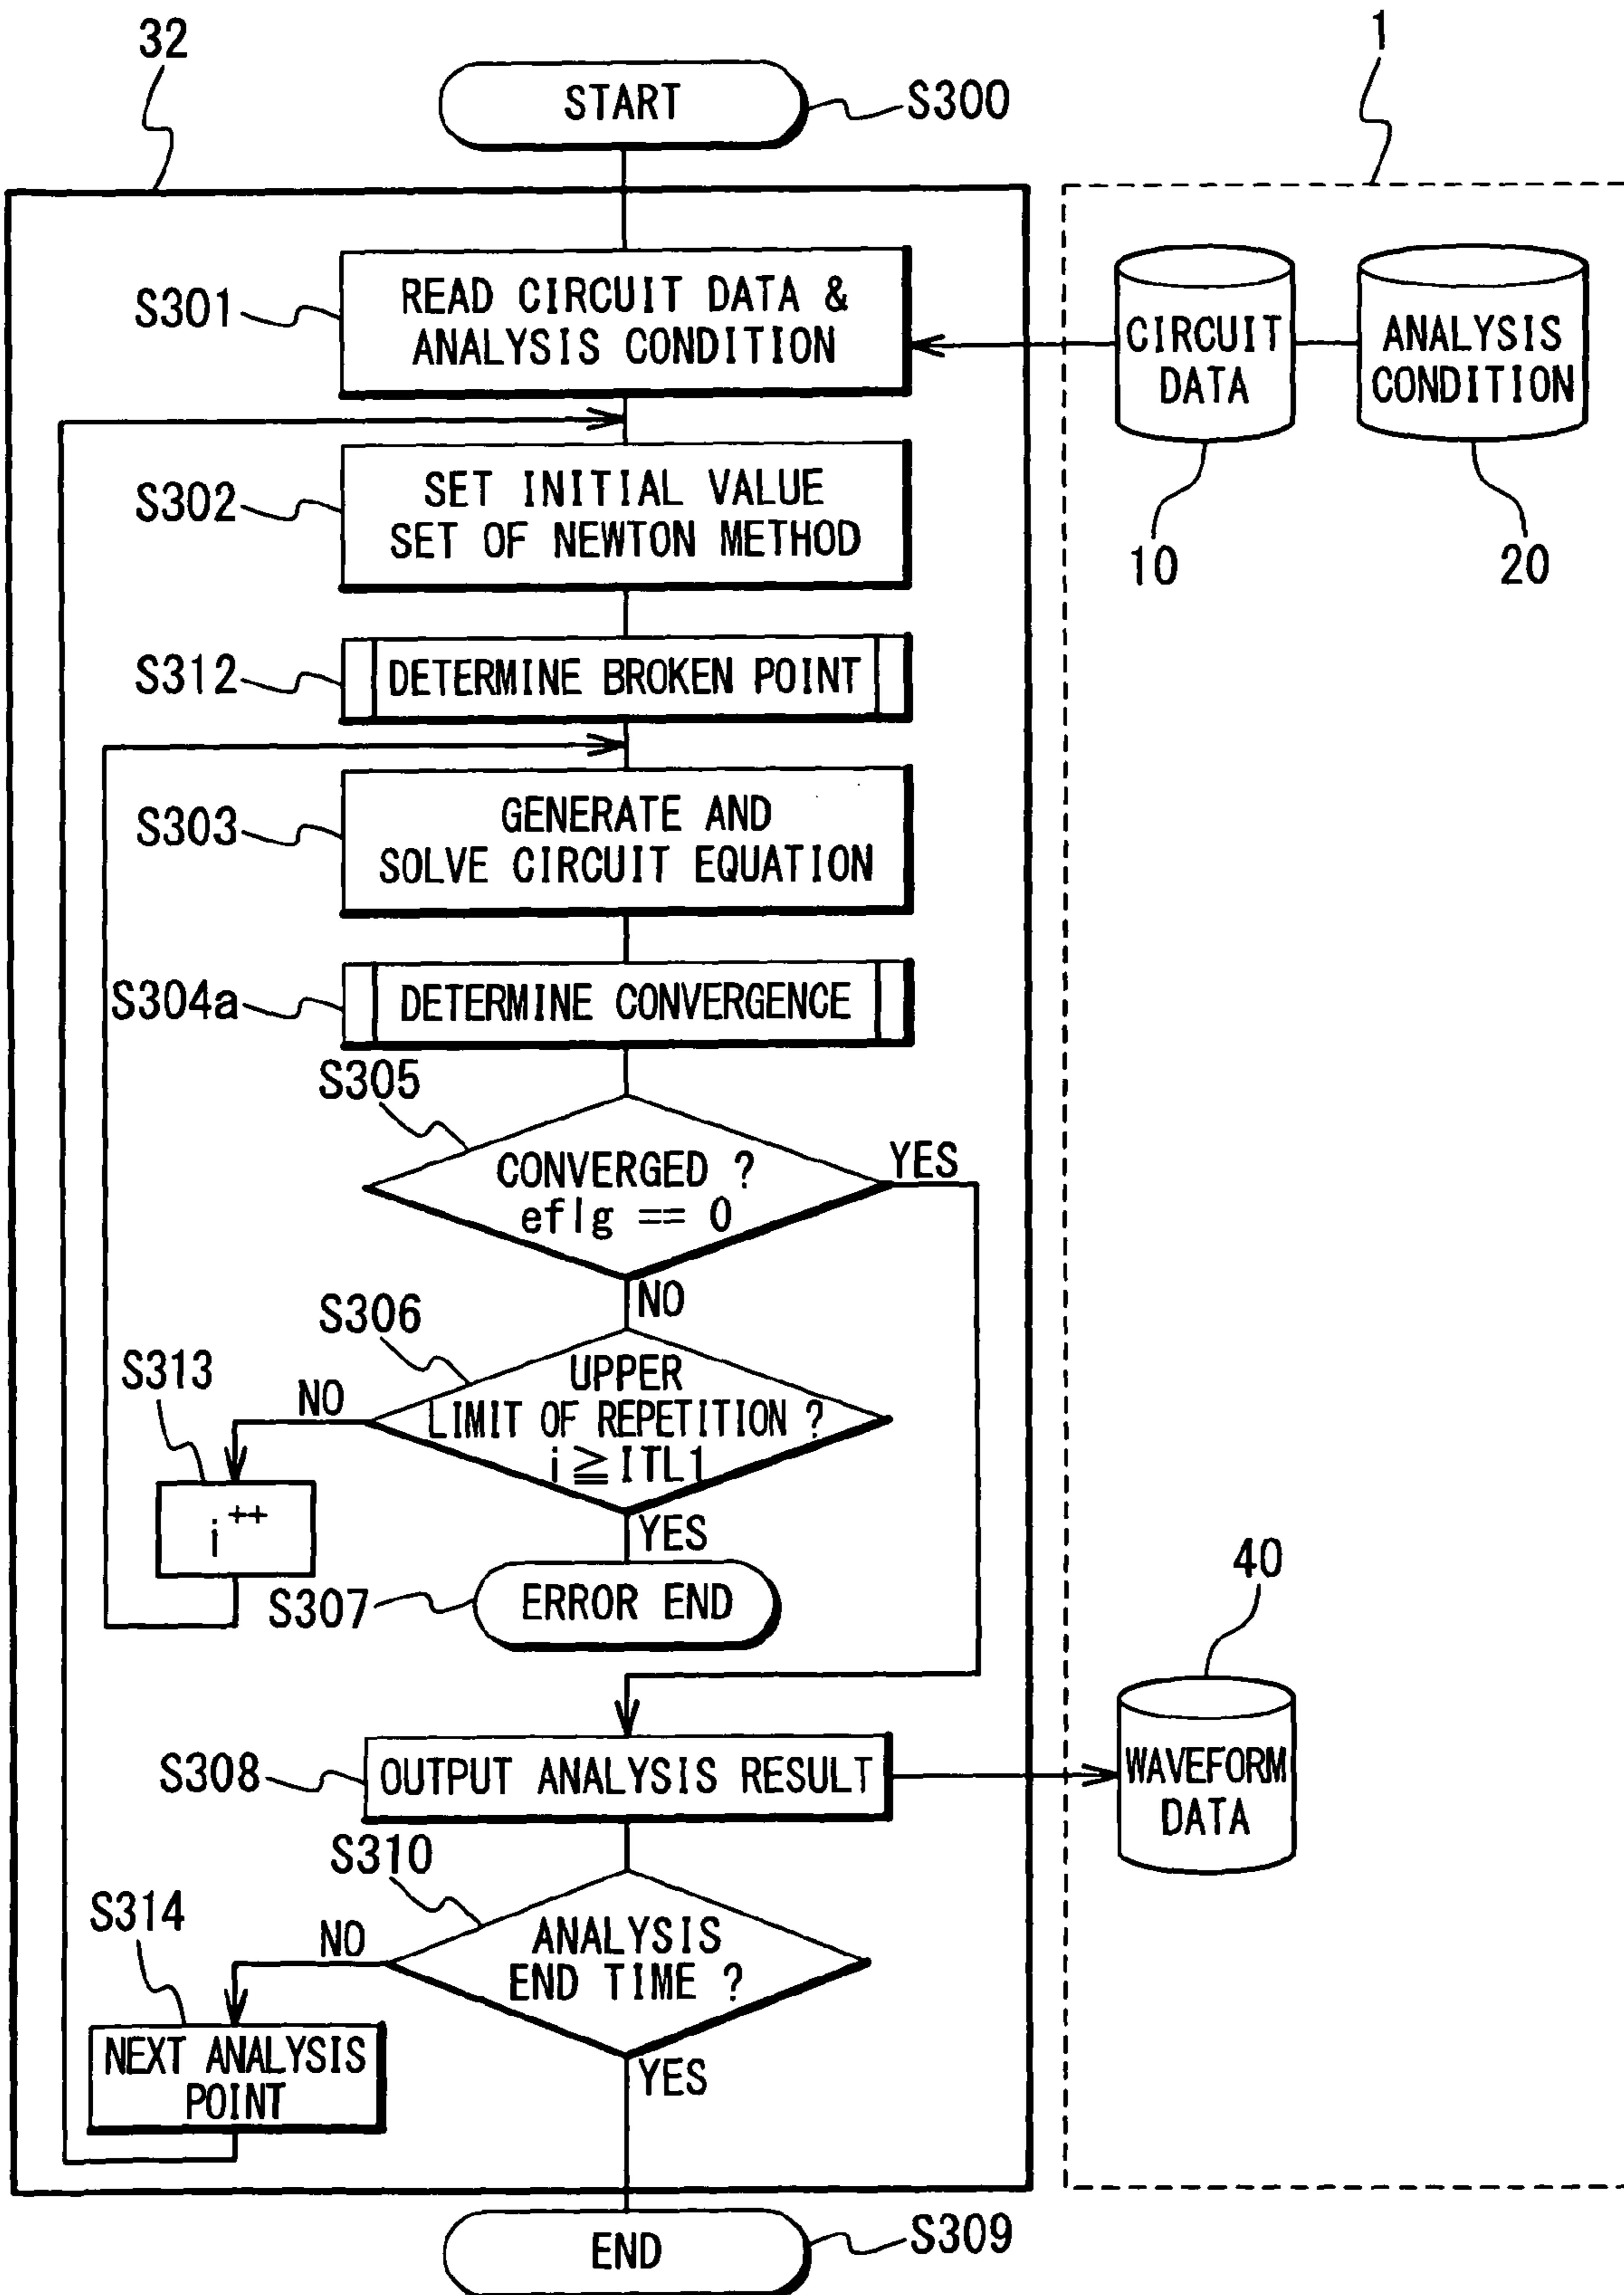 32
1
START
S300
S301
READ CIRCUIT DATA &
ANALYSIS CONDITION
CIRCUIT
DATA
ANALYSIS
CONDITION
S302
SET INITIAL VALUE
SET OF NEWTON METHOD
10
20
S312
DETERMINE BROKEN POINT
S303
GENERATE AND
SOLVE CIRCUIT EQUATION
S304a
DETERMINE CONVERGENCE
S305
CONVERGED ?
eflg == 0
YES
NO
S306
UPPER
LIMIT OF REPETITION ?
i ≧ ITL1
NO
S313
i++
YES
S307
ERROR END
40
S308
OUTPUT ANALYSIS RESULT
WAVEFORM
DATA
S310
ANALYSIS
END TIME ?
NO
S314
NEXT ANALYSIS
POINT
YES
END
S309